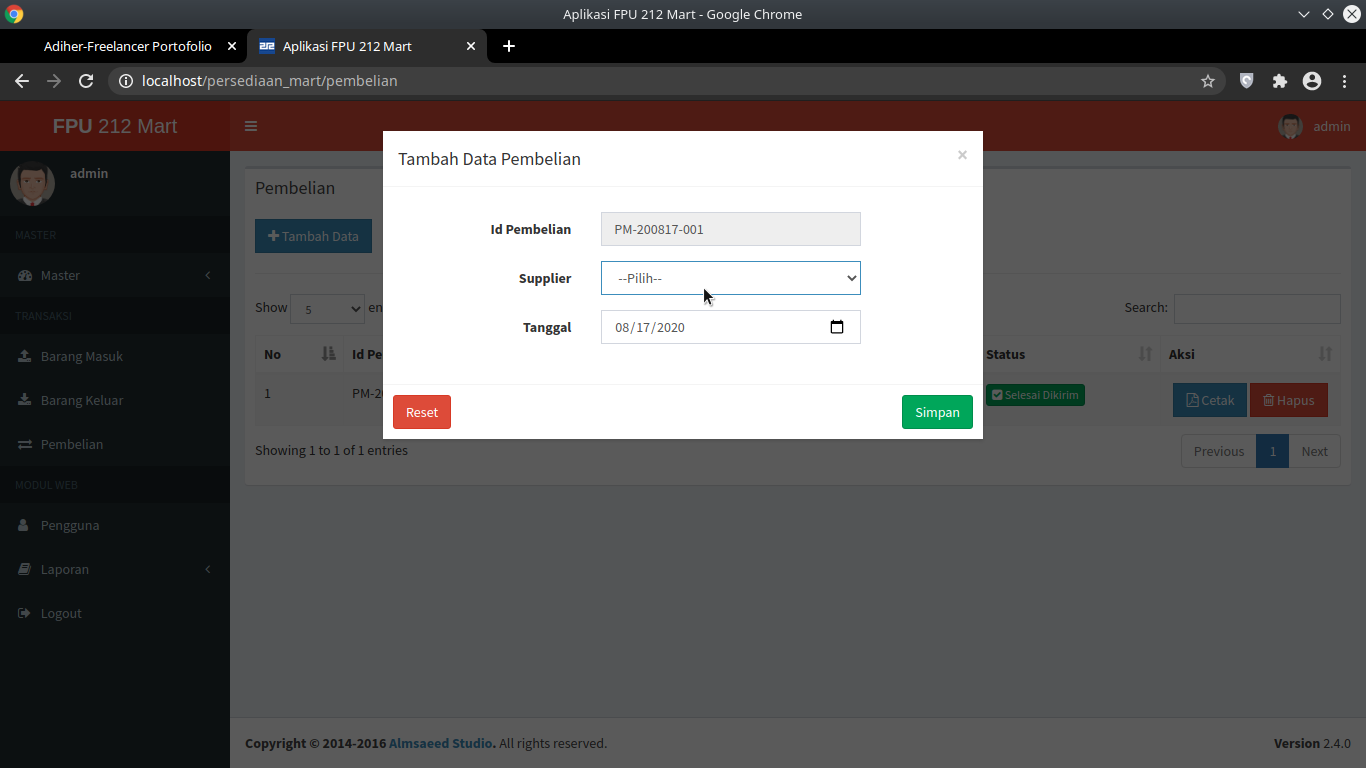 Aplikasi FPU 212 Mart - Google Chrome
Adiher-Freelancer Portofolio
Aplikasi FPU 212 Mart
localhost/persediaan_mart/pembelian
FPU 212 Mart
admin
admin
MASTER
Master
TRANSAKSI
Barang Masuk
Barang Keluar
Pembelian
MODUL WEB
Pengguna
Laporan
Logout
Pembelian
Tambah Data
Show 5 en
Search:
No Id Pe Status Aksi
1 PM-20 Selesai Dikirim Cetak Hapus
Showing 1 to 1 of 1 entries
Previous 1 Next
Tambah Data Pembelian ×
Id Pembelian PM-200817-001
Supplier --Pilih--
Tanggal 08/17/2020
Reset Simpan
Copyright © 2014-2016 Almsaeed Studio. All rights reserved.
Version 2.4.0